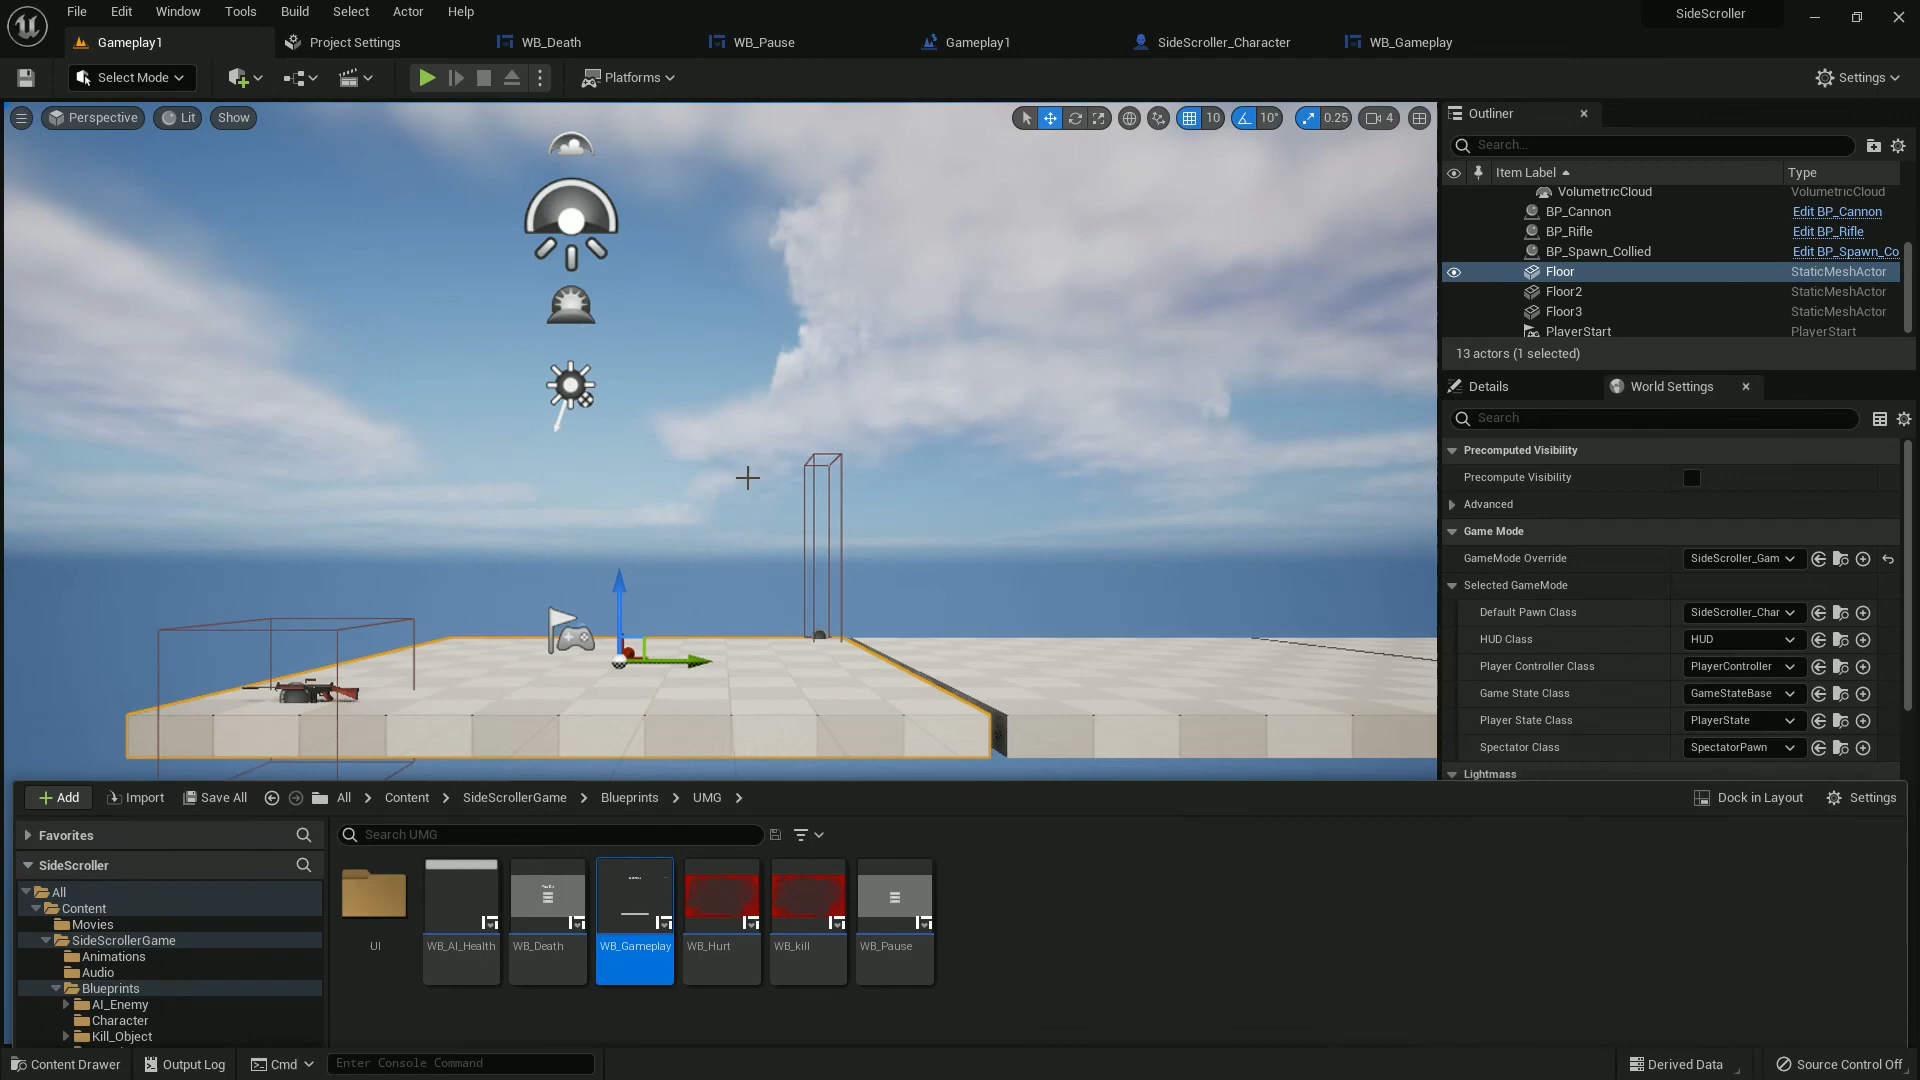 File Edit Window Tools Build Select Actor Help
SideScroller
Gameplay1 Project Settings WB_Death WB_Pause Gameplay1 SideScroller_Character WB_Gameplay
Select Mode Platforms Settings
Perspective Lit Show 10 10° 0.25 4
Outliner
Search...
Item Label Type
VolumetricCloud VolumetricCloud
BP_Cannon Edit BP_Cannon
BP_Rifle Edit BP_Rifle
BP_Spawn_Collied Edit BP_Spawn_Co
Floor StaticMeshActor
Floor2 StaticMeshActor
Floor3 StaticMeshActor
PlayerStart PlayerStart
13 actors (1 selected)
Details World Settings
Search
Precomputed Visibility
Precompute Visibility
Advanced
Game Mode
GameMode Override SideScroller_Gam
Selected GameMode
Default Pawn Class SideScroller_Char
HUD Class HUD
Player Controller Class PlayerController
Game State Class GameStateBase
Player State Class PlayerState
Spectator Class SpectatorPawn
Lightmass
Add Import Save All All Content SideScrollerGame Blueprints UMG Dock in Layout Settings
Favorites Search UMG
SideScroller
All
Content
Movies
SideScrollerGame
Animations
Audio
Blueprints
AI_Enemy
Character
Kill_Object
UI WB_AI_Health WB_Death WB_Gameplay WB_Hurt WB_kill WB_Pause
Content Drawer Output Log Cmd Enter Console Command Derived Data Source Control Off